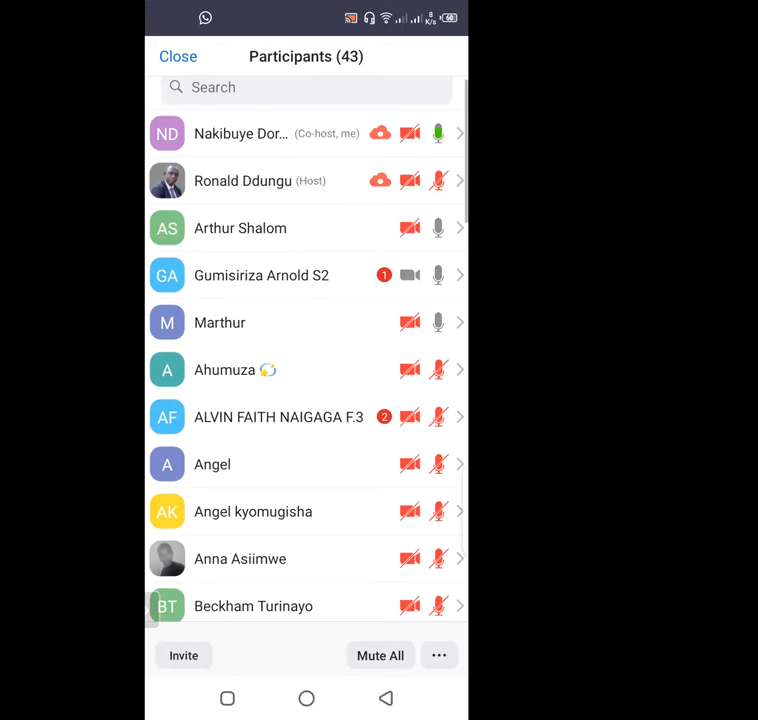 8 K/s 60
Close Participants (43)
Search
ND Nakibuye Dor... (Co-host, me)
Ronald Ddungu (Host)
AS Arthur Shalom
GA Gumisiriza Arnold S2 1
M Marthur
A Ahumuza 💫
AF ALVIN FAITH NAIGAGA F.3 2
A Angel
AK Angel kyomugisha
Anna Asiimwe
BT Beckham Turinayo
Invite Mute All ...